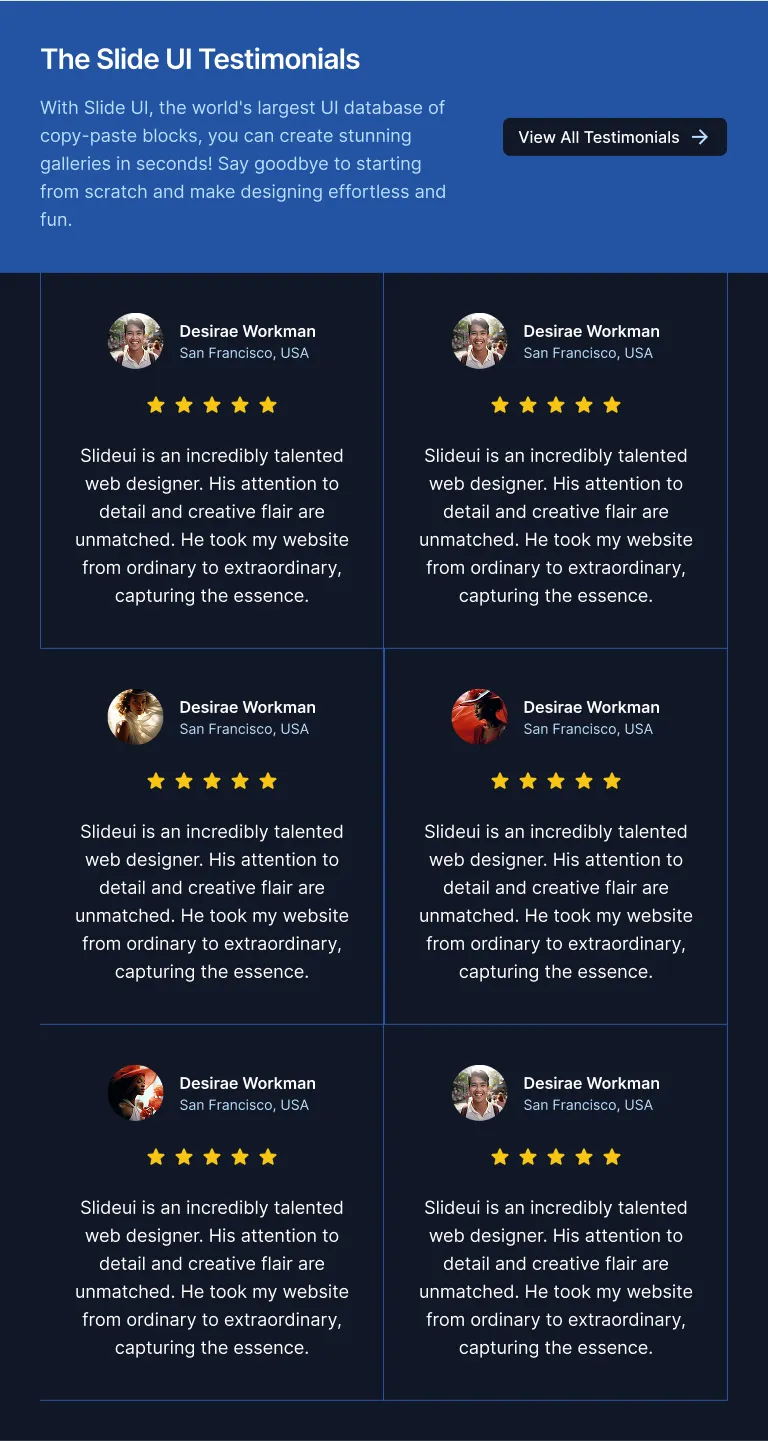 The Slide UI Testimonials
With Slide UI, the world's largest UI database of
copy-paste blocks, you can create stunning
galleries in seconds! Say goodbye to starting
from scratch and make designing effortless and
fun.
View All Testimonials
Desirae Workman
San Francisco, USA
Slideui is an incredibly talented
web designer. His attention to
detail and creative flair are
unmatched. He took my website
from ordinary to extraordinary,
capturing the essence.
Desirae Workman
San Francisco, USA
Slideui is an incredibly talented
web designer. His attention to
detail and creative flair are
unmatched. He took my website
from ordinary to extraordinary,
capturing the essence.
Desirae Workman
San Francisco, USA
Slideui is an incredibly talented
web designer. His attention to
detail and creative flair are
unmatched. He took my website
from ordinary to extraordinary,
capturing the essence.
Desirae Workman
San Francisco, USA
Slideui is an incredibly talented
web designer. His attention to
detail and creative flair are
unmatched. He took my website
from ordinary to extraordinary,
capturing the essence.
Desirae Workman
San Francisco, USA
Slideui is an incredibly talented
web designer. His attention to
detail and creative flair are
unmatched. He took my website
from ordinary to extraordinary,
capturing the essence.
Desirae Workman
San Francisco, USA
Slideui is an incredibly talented
web designer. His attention to
detail and creative flair are
unmatched. He took my website
from ordinary to extraordinary,
capturing the essence.